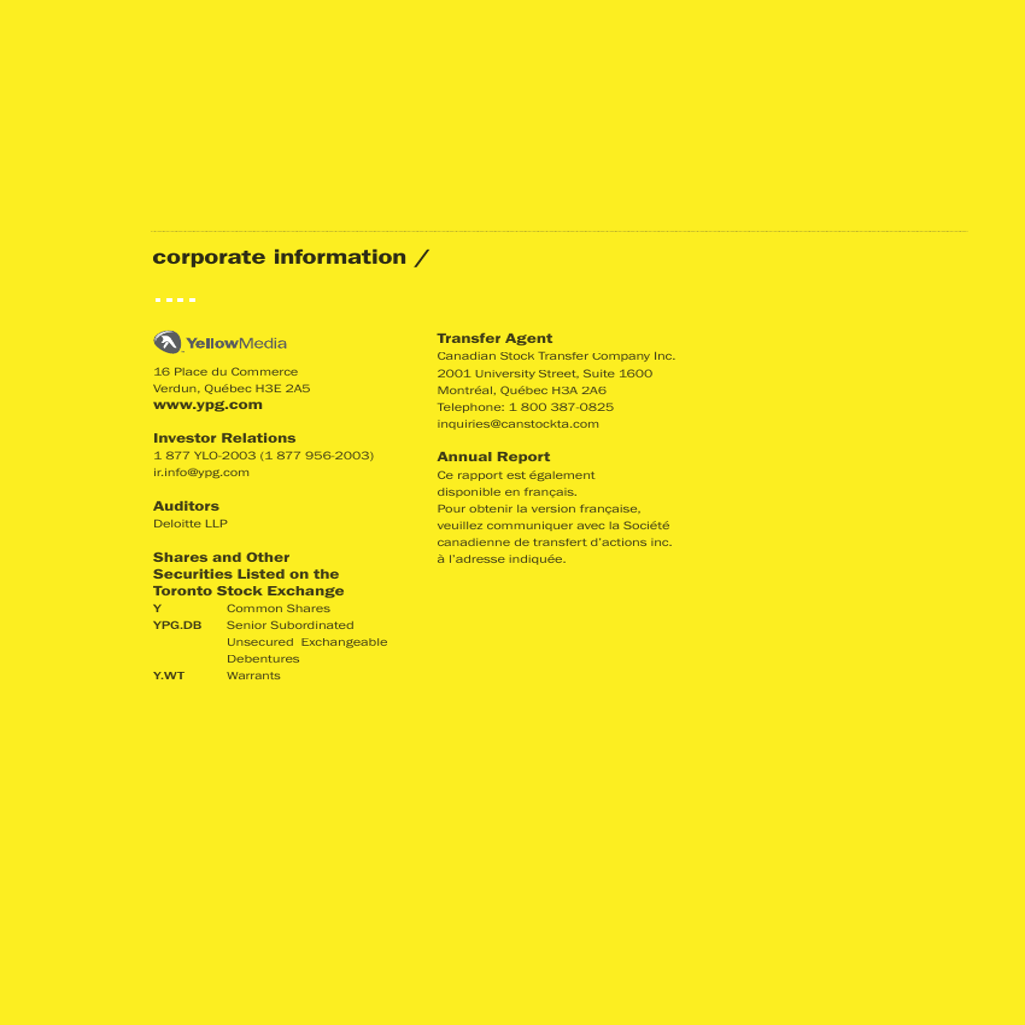 corporate information /
YellowMedia
16 Place du Commerce
Verdun, Québec H3E 2A5
www.ypg.com
Investor Relations
1 877 YLO-2003 (1 877 956-2003)
ir.info@ypg.com
Auditors
Deloitte LLP
Shares and Other
Securities Listed on the
Toronto Stock Exchange
Y Common Shares
YPG.DB Senior Subordinated
Unsecured Exchangeable
Debentures
Y.WT Warrants
Transfer Agent
Canadian Stock Transfer Company Inc.
2001 University Street, Suite 1600
Montréal, Québec H3A 2A6
Telephone: 1 800 387-0825
inquiries@canstockta.com
Annual Report
Ce rapport est également
disponible en français.
Pour obtenir la version française,
veuillez communiquer avec la Société
canadienne de transfert d'actions inc.
à l'adresse indiquée.